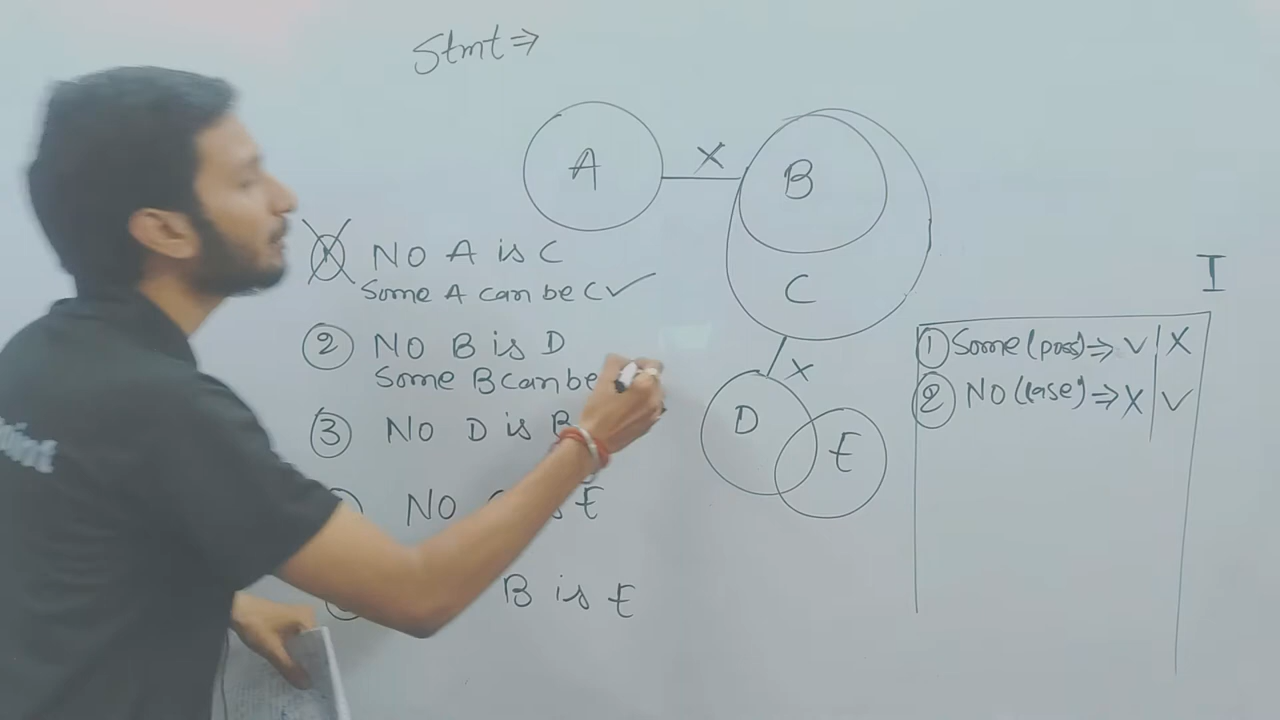 Stmt ⇒
A X B
C
X
D E
① NO A is C
Some A can be C ✓
② NO B is D
Some B can be
③ NO D is B
NO E
B is E
I
① Some (poss) ⇒ ✓ | X
② NO (case) ⇒ X | ✓